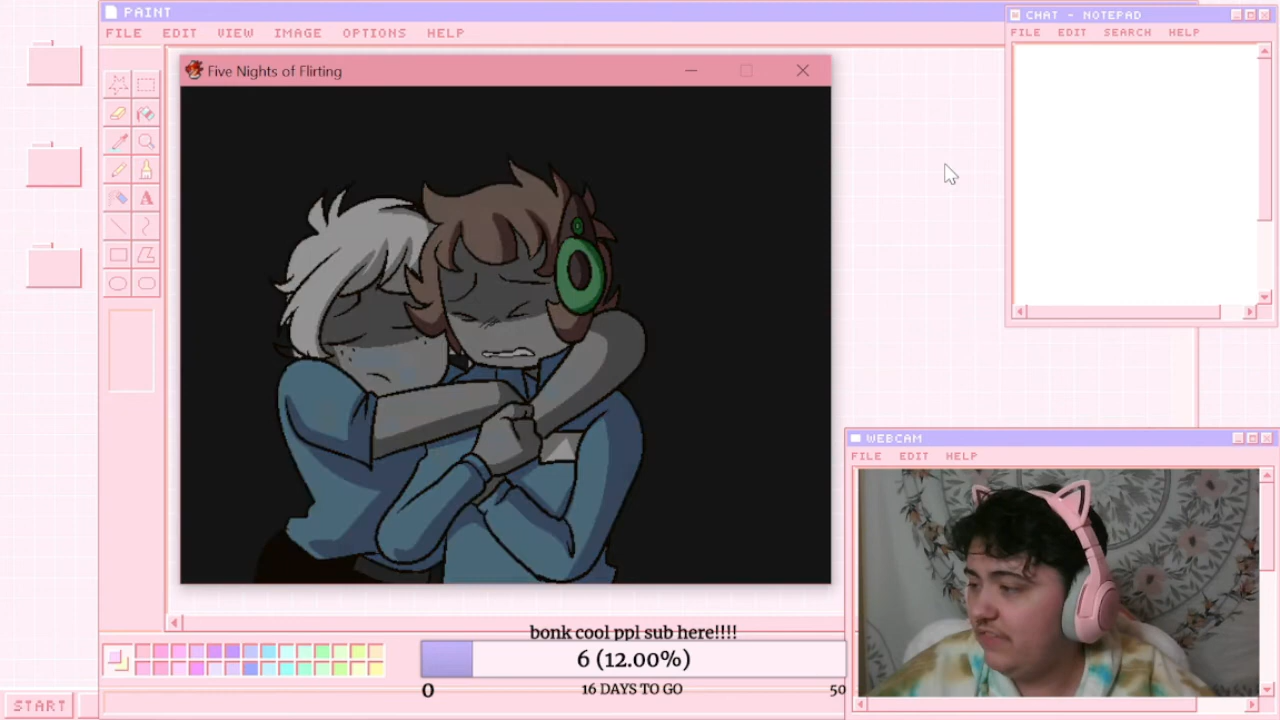 PAINT
FILE EDIT VIEW IMAGE OPTIONS HELP
Five Nights of Flirting
CHAT - NOTEPAD
FILE EDIT SEARCH HELP
WEBCAM
FILE EDIT HELP
A
bonk cool ppl sub here!!!!
6 (12.00%)
0 16 DAYS TO GO 50
START